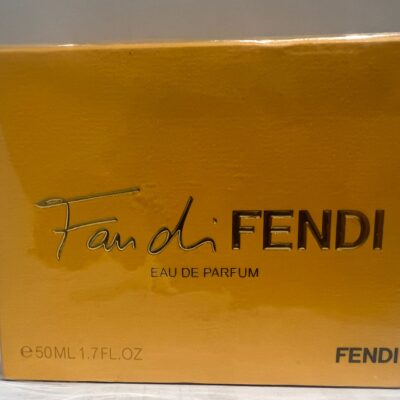 Fan di FENDI
EAU DE PARFUM
℮50ML 1.7FL.OZ
FENDI